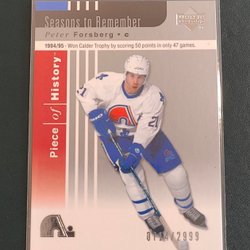 Seasons to Remember
Peter Forsberg • C
1994/95 - Won Calder Trophy by scoring 50 points in only 47 games.
Piece of History
21
/2999